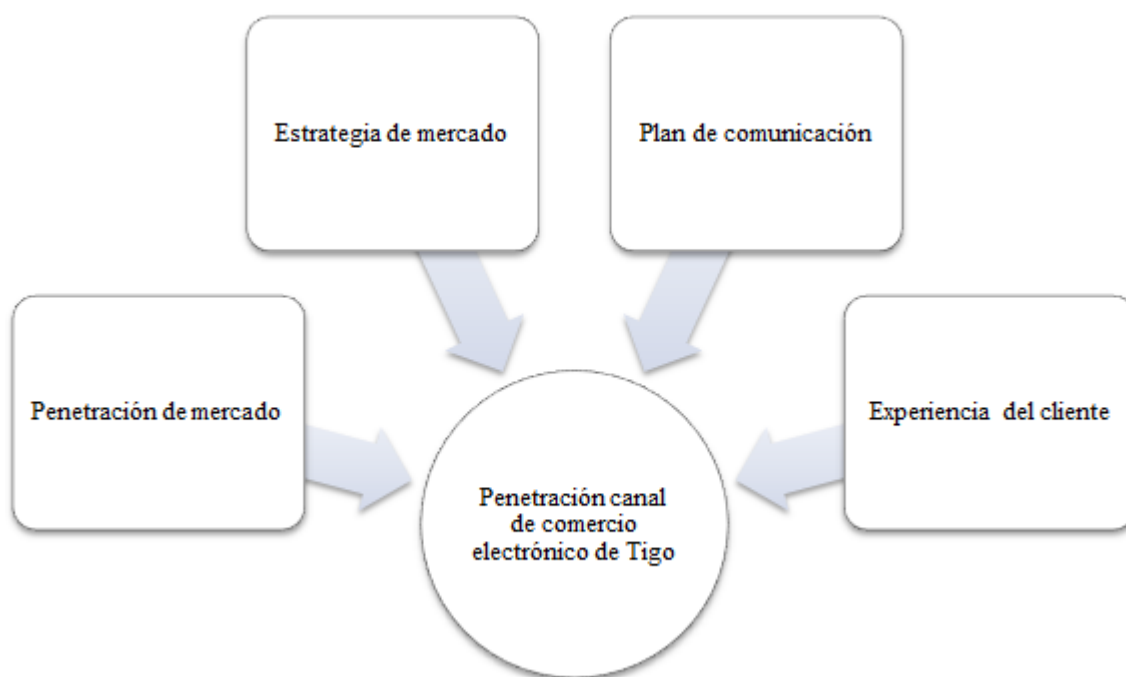 Estrategia de mercado
Plan de comunicación
Penetración de mercado
Experiencia del cliente
Penetración canal
de comercio
electrónico de Tigo